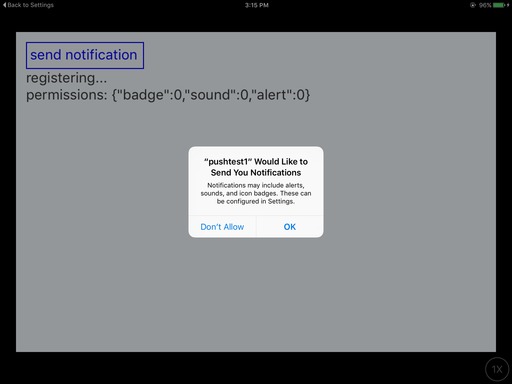 Back to Settings
3:15 PM
96%
send notification
registering...
permissions: {"badge":0,"sound":0,"alert":0}
“pushtest1” Would Like to
Send You Notifications
Notifications may include alerts,
sounds, and icon badges. These can
be configured in Settings.
Don’t Allow
OK
1X